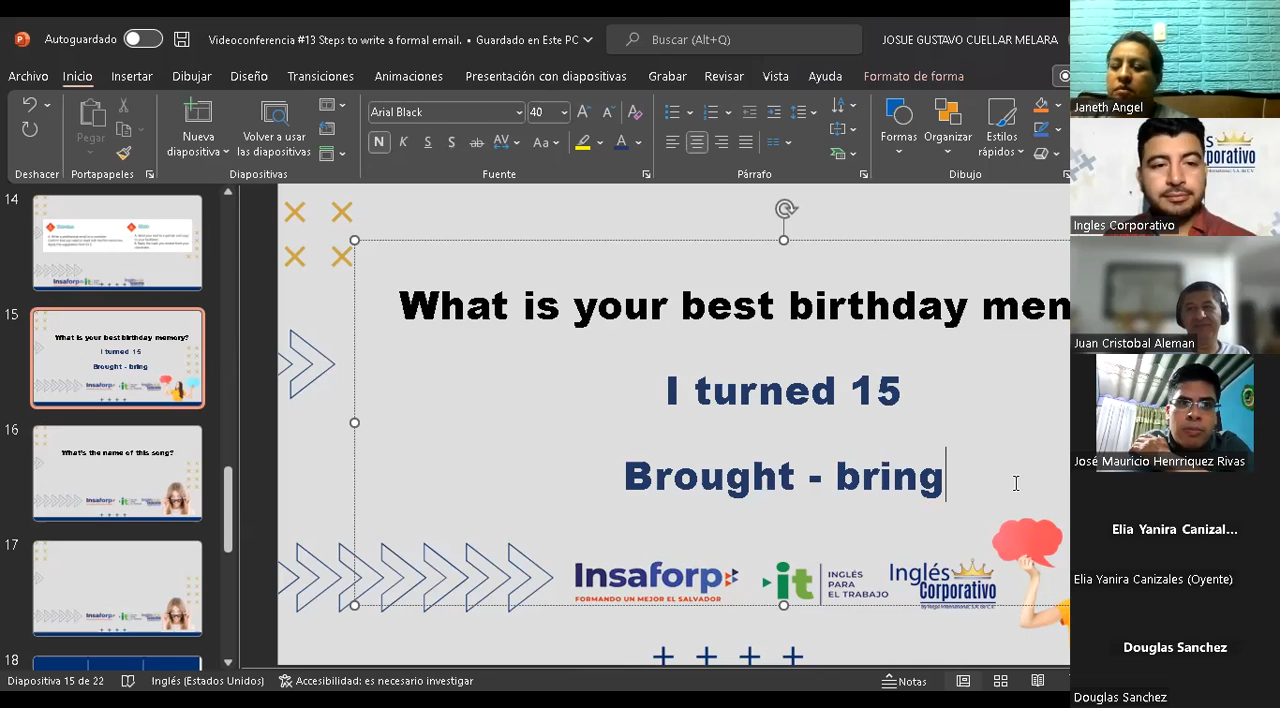 Autoguardado
Videoconferencia #13 Steps to write a formal e... - Guardado en Este PC
Buscar (Alt+Q)
JOSUE GUSTAVO CUELLAR MELARA
Archivo Inicio Insertar Dibujar Diseño Transiciones Animaciones Presentación con diapositivas Grabar Revisar Vista Ayuda Formato de forma
Pegar
Nueva diapositiva
Volver a usar las diapositivas
Arial Black 40
Formas Organizar Estilos rápidos
Deshacer Portapapeles Diapositivas Fuente Párrafo Dibujo
14
15
What is your best birthday memory?
I turned 15
Brought - bring
16
What's the name of this song?
17
18
What is your best birthday mem
I turned 15
Brought - bring
Insaforp
FORMANDO UN MEJOR EL SALVADOR
it INGLÉS PARA EL TRABAJO
Inglés Corporativo
Diapositiva 15 de 22 Inglés (Estados Unidos) Accesibilidad: es necesario investigar Notas
Janeth Angel
Ingles Corporativo
Juan Cristobal Aleman
José Mauricio Henrriquez Rivas
Elia Yanira Canizal...
Elia Yanira Canizales (Oyente)
Douglas Sanchez
Douglas Sanchez